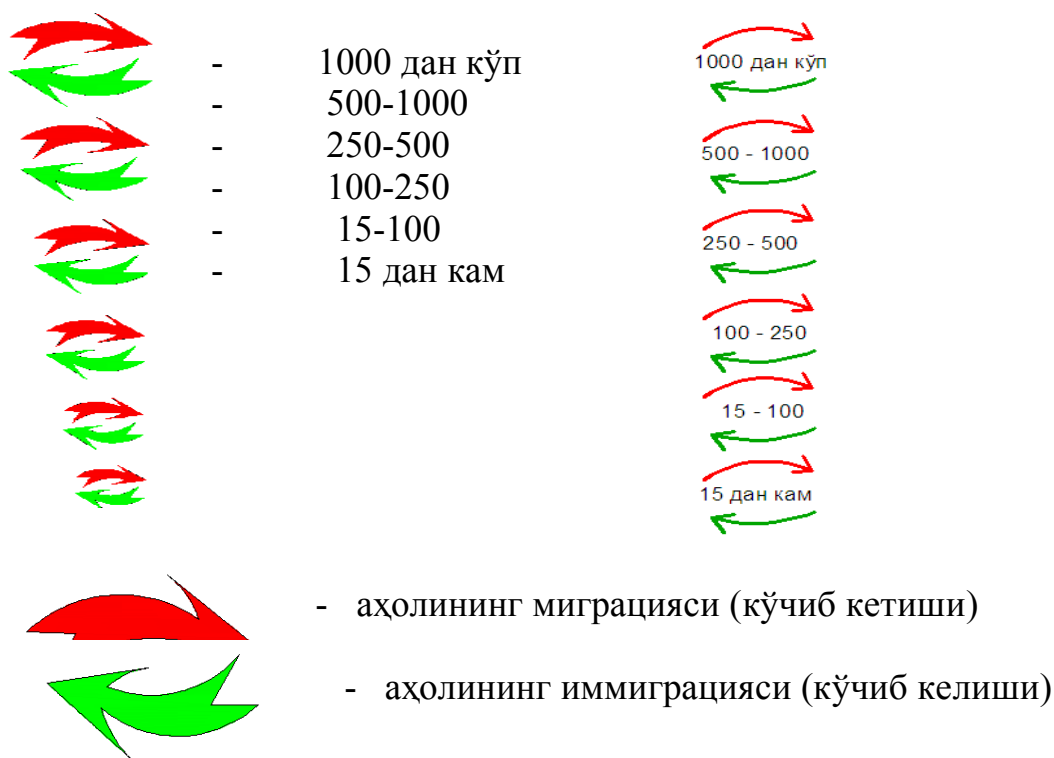 - 1000 дан кўп
- 500-1000
- 250-500
- 100-250
- 15-100
- 15 дан кам
1000 дан кўп
500 - 1000
250 - 500
100 - 250
15 - 100
15 дан кам
- аҳолининг миграцияси (кўчиб кетиши)
- аҳолининг иммиграцияси (кўчиб келиши)